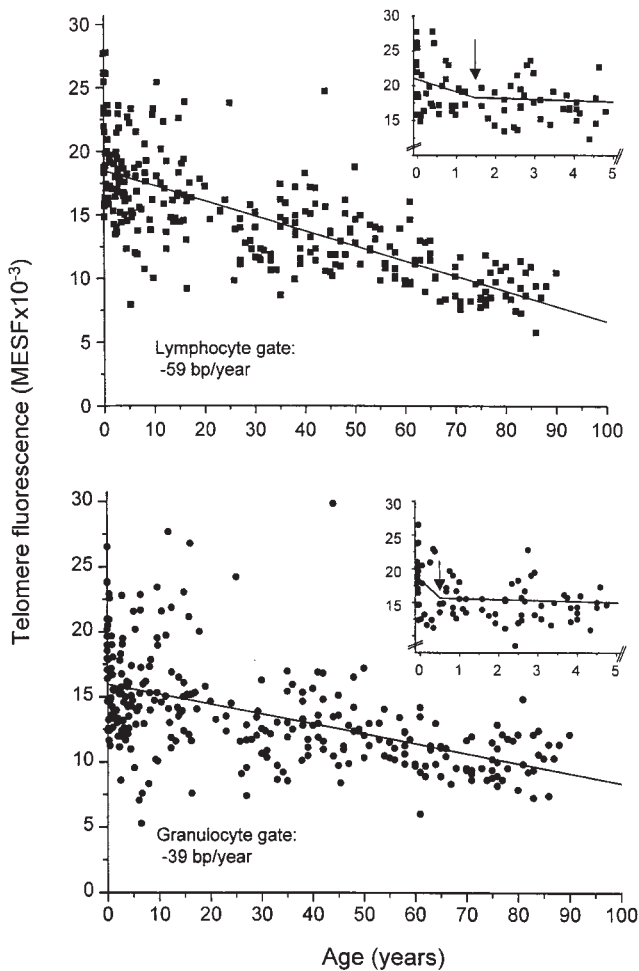 Telomere fluorescence (MESFx10-3)
30
25
20
15
10
5
0
0 10 20 30 40 50 60 70 80 90 100
Lymphocyte gate:
-59 bp/year
30
25
20
15
0 1 2 3 4 5
30
25
20
15
10
5
0
0 10 20 30 40 50 60 70 80 90 100
Granulocyte gate:
-39 bp/year
30
25
20
15
0 1 2 3 4 5
Age (years)